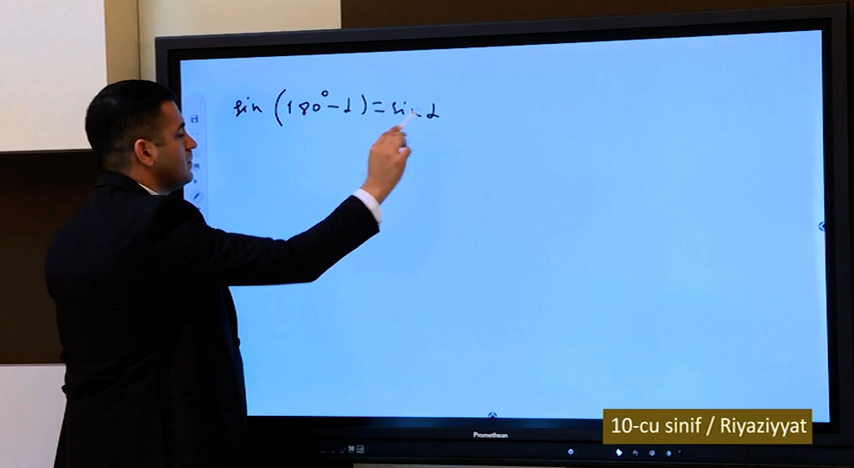 sin (180° - α) = sin α
Promethean
10-cu sinif / Riyaziyyat